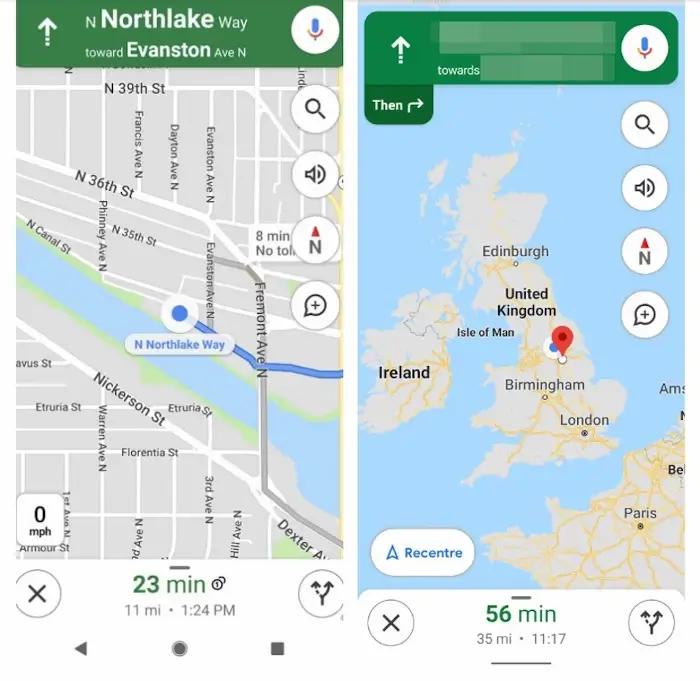 N Northlake Way
toward Evanston Ave N
N 39th St
Francis Ave N
Dayton Ave N
Evanston Ave N
N 36th St
N 35th St
Phinney Ave N
N Canal St
8 min
Evanston Ave N
Fremont Ave N
N Northlake Way
avus St
Nickerson St
Etruria St
Etruria St
Warren Ave N
Florentia St
3rd Ave N
1st Ave N
Armour St
Dexter Av
N
0
mph
23 min
11 mi • 1:24 PM
towards
Then
Edinburgh
United
Kingdom
Isle of Man
Ireland
Birmingham
London
Paris
Ams
Bel
N
Recentre
56 min
35 mi • 11:17